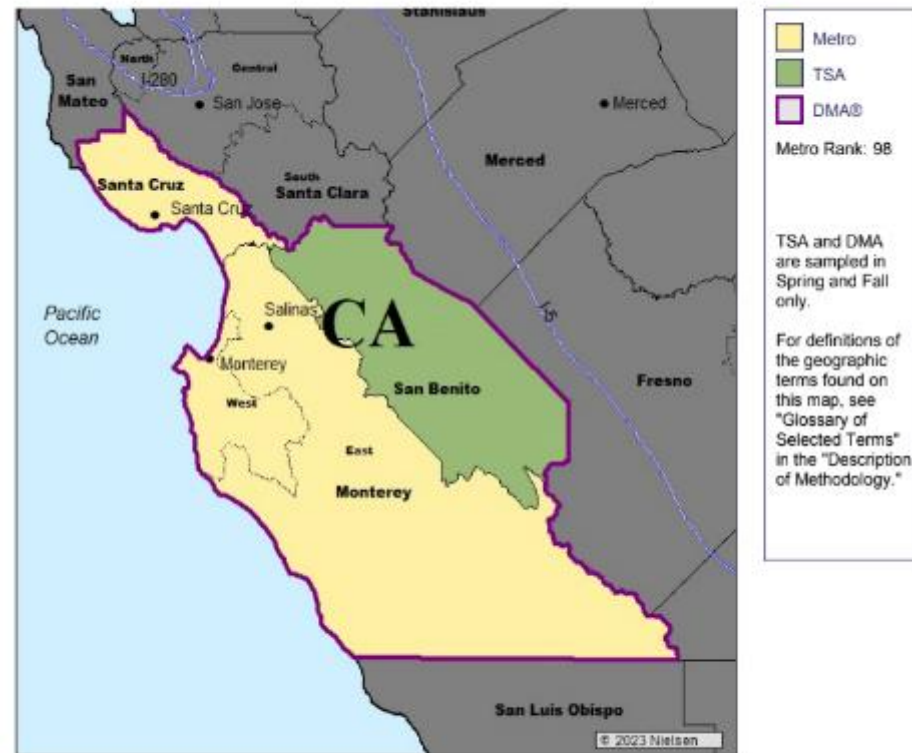 Stanislaus
North
Central
I-280
San
Mateo
San Jose
Merced
Merced
South
Santa Clara
Santa Cruz
Santa Cruz
Pacific
Ocean
Salinas
CA
I-5
Monterey
San Benito
Fresno
West
East
Monterey
San Luis Obispo
© 2023 Nielsen
Metro
TSA
DMA®
Metro Rank: 98
TSA and DMA
are sampled in
Spring and Fall
only.
For definitions of
the geographic
terms found on
this map, see
"Glossary of
Selected Terms"
in the "Description
of Methodology."